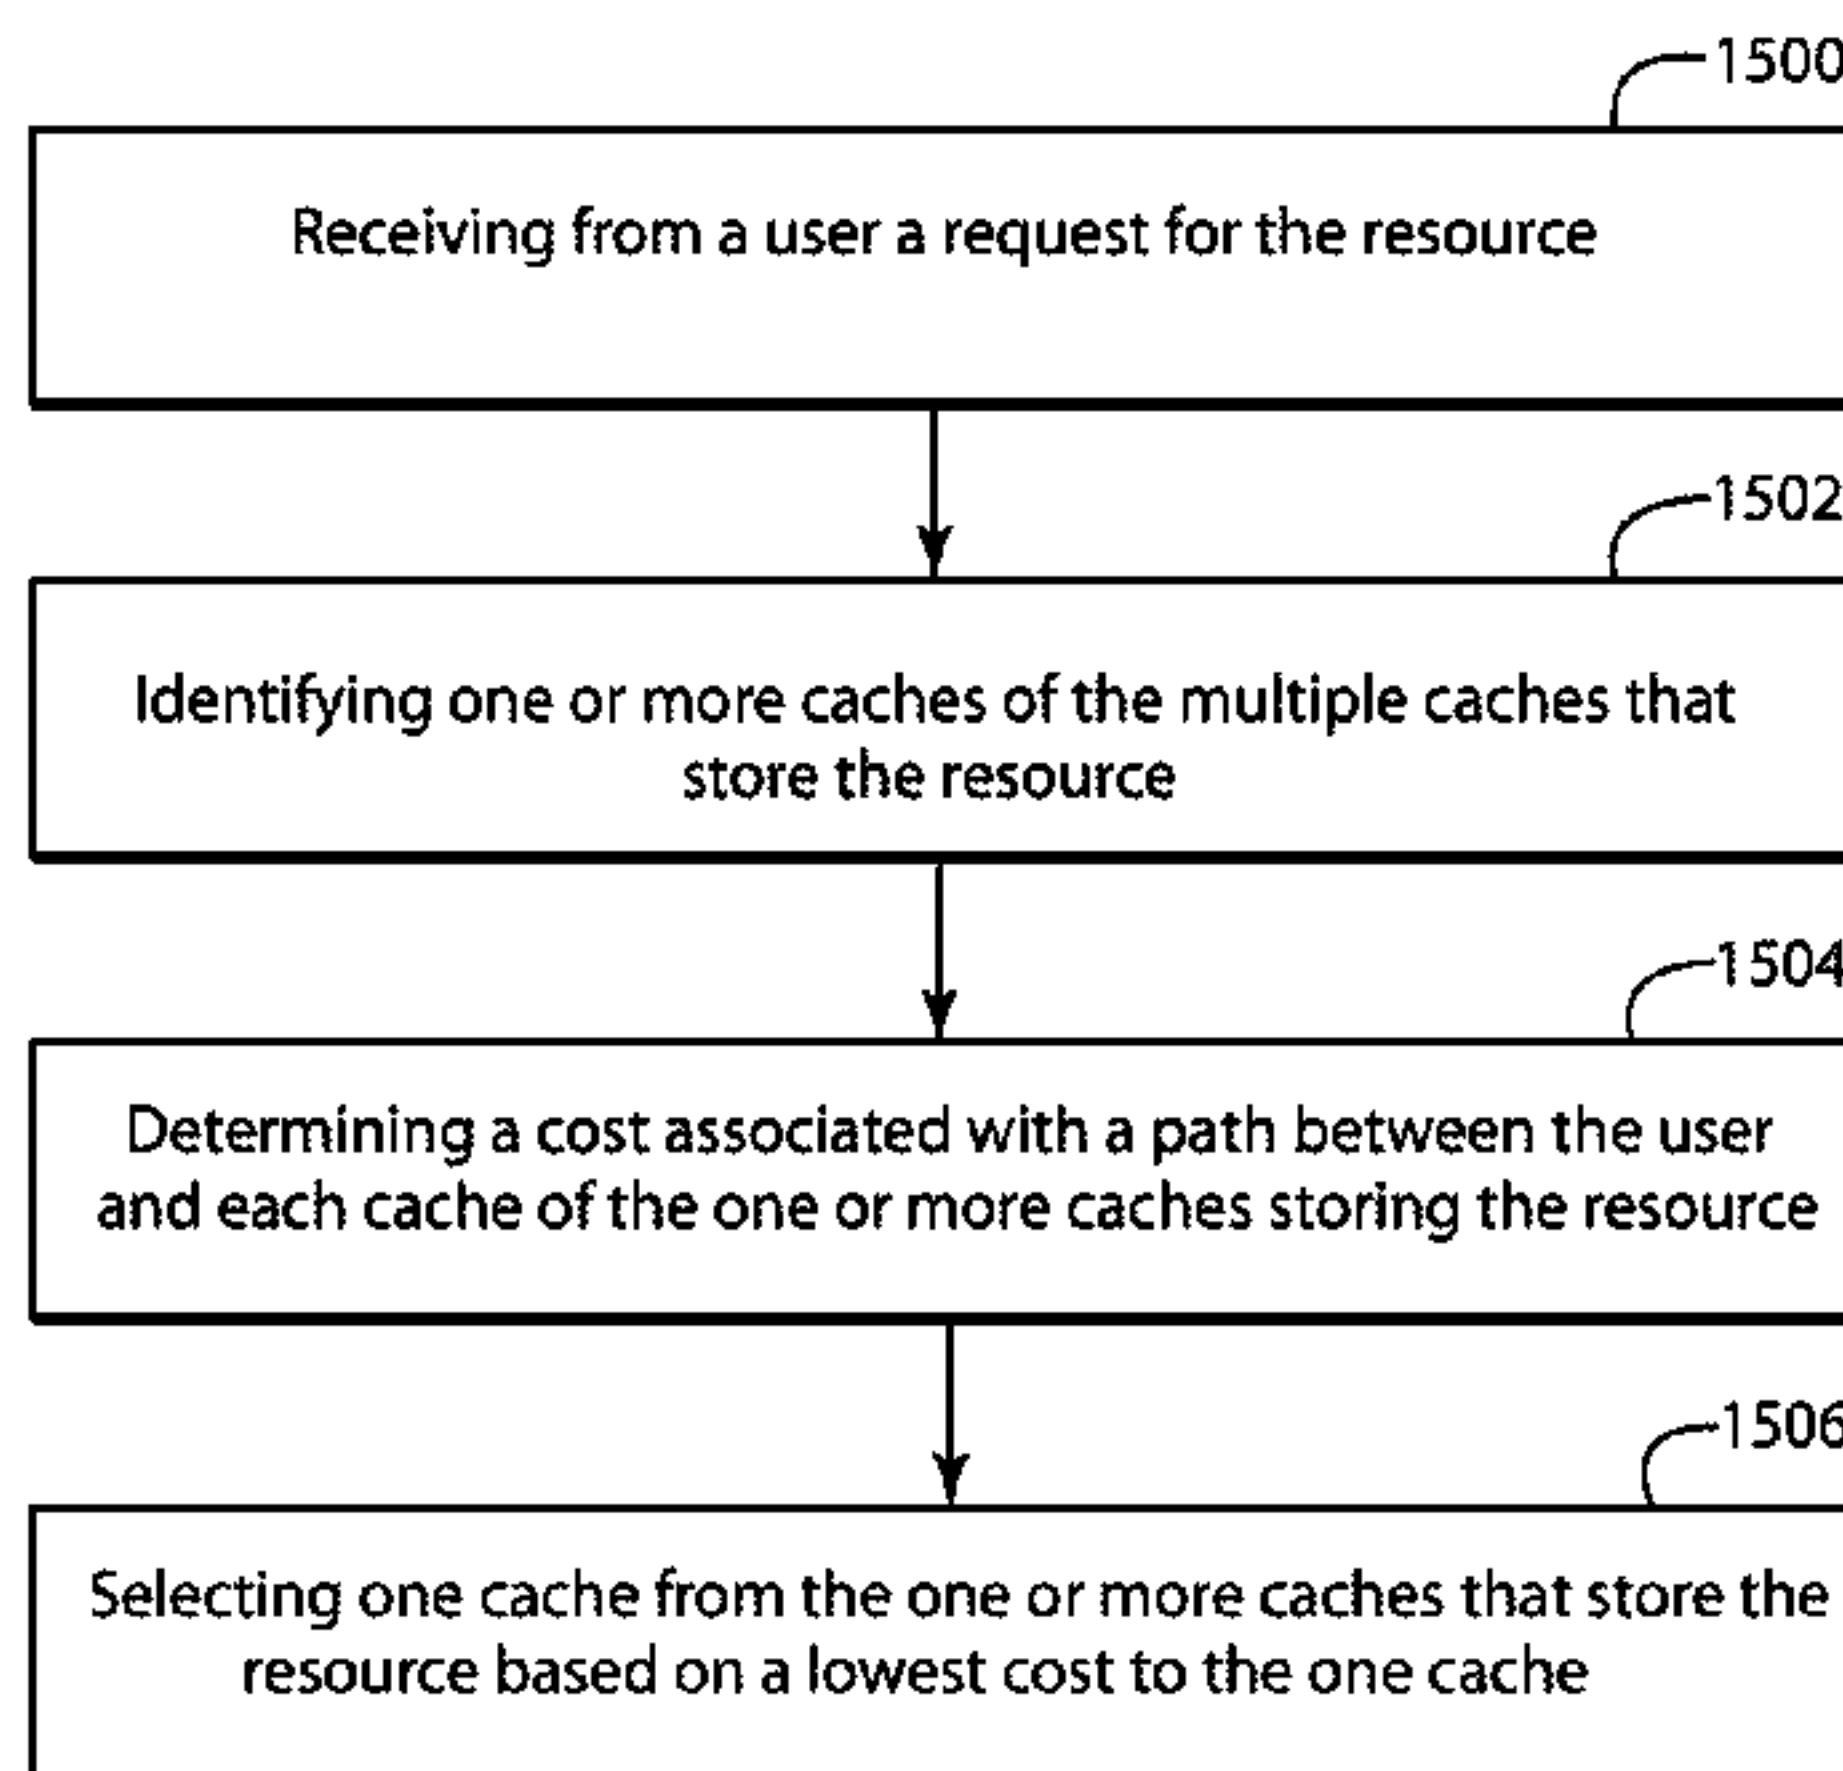 1500
Receiving from a user a request for the resource
1502
Identifying one or more caches of the multiple caches that
store the resource
1504
Determining a cost associated with a path between the user
and each cache of the one or more caches storing the resource
1506
Selecting one cache from the one or more caches that store the
resource based on a lowest cost to the one cache